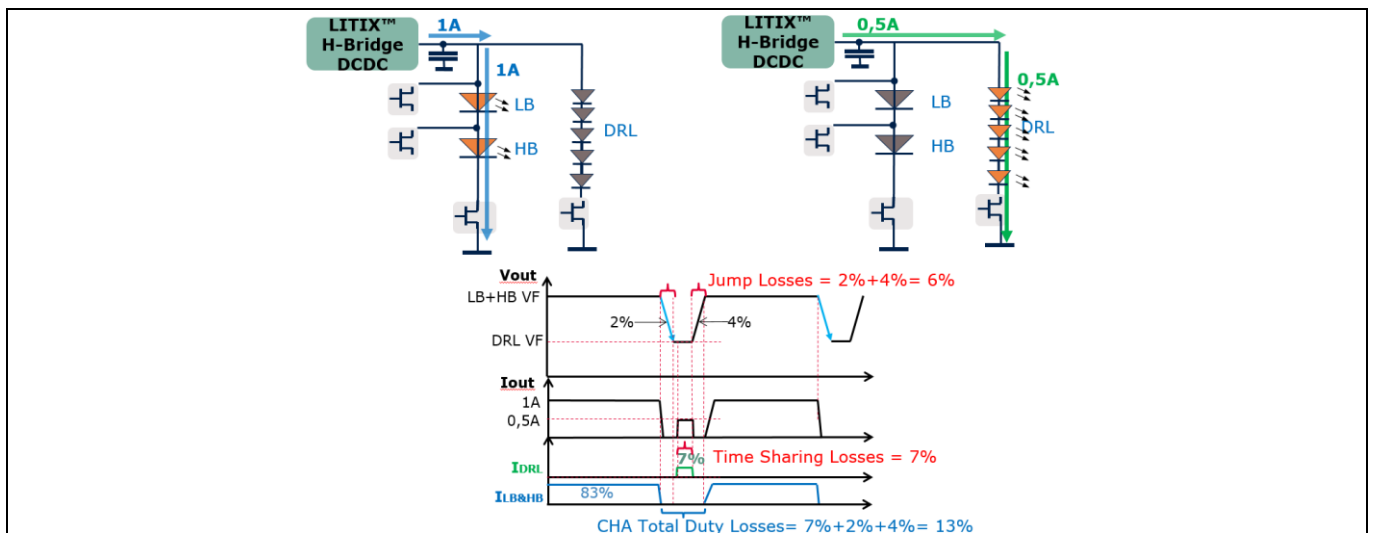 LITIX™
H-Bridge
DCDC
1A
1A
LB
HB
DRL
LITIX™
H-Bridge
DCDC
0,5A
0,5A
LB
HB
DRL
Vout
Jump Losses = 2%+4%= 6%
LB+HB VF
2%
4%
DRL VF
Iout
1A
0,5A
7%
Time Sharing Losses = 7%
IDRL
ILB&HB
83%
CHA Total Duty Losses= 7%+2%+4%= 13%